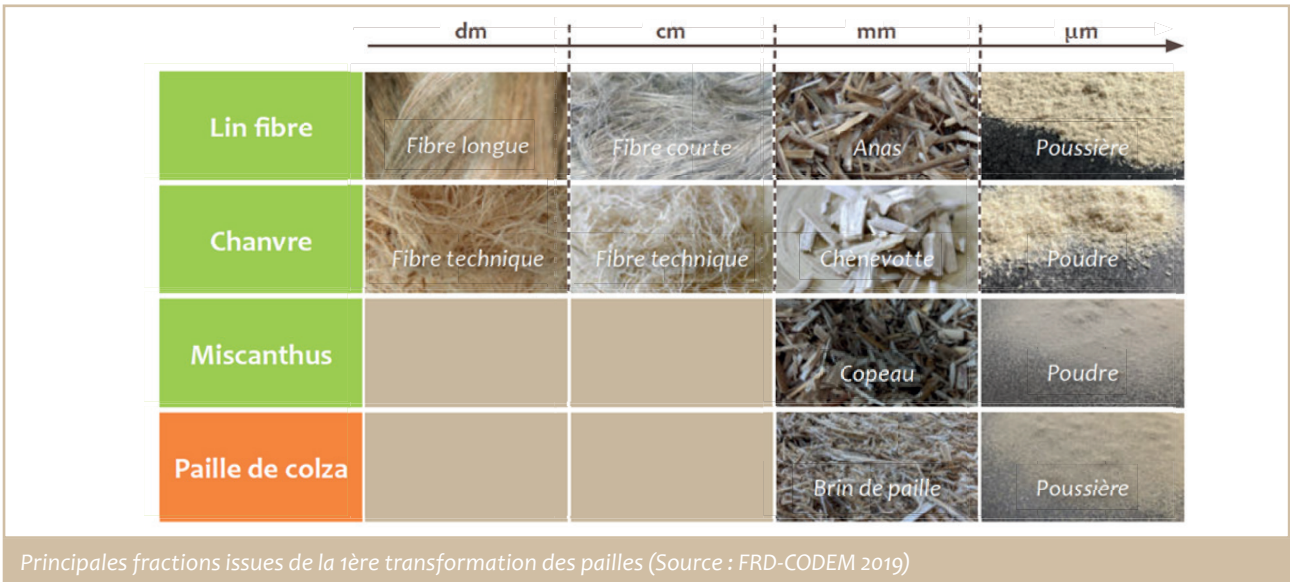 dm cm mm µm
Lin fibre Fibre longue Fibre courte Anas Poussière
Chanvre Fibre technique Fibre technique Chènevotte Poudre
Miscanthus Copeau Poudre
Paille de colza Brin de paille Poussière
Principales fractions issues de la 1ère transformation des pailles (Source : FRD-CODEM 2019)